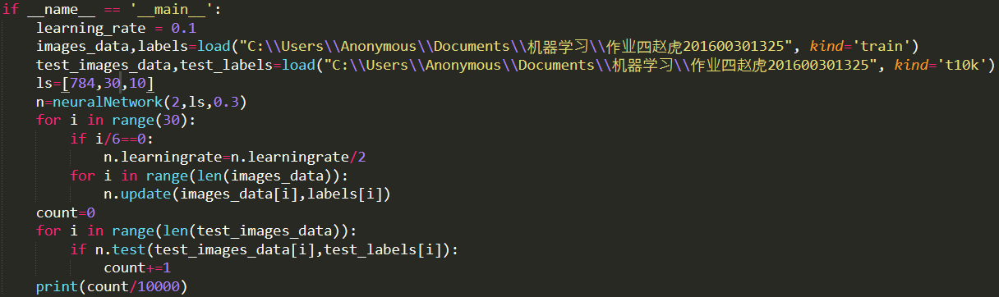 if __name__ == '__main__':
    learning_rate = 0.1
    images_data,labels=load("C:\\Users\\Anonymous\\Documents\\机器学习\\作业四赵虎201600301325", kind='train')
    test_images_data,test_labels=load("C:\\Users\\Anonymous\\Documents\\机器学习\\作业四赵虎201600301325", kind='t10k')
    ls=[784,30,10]
    n=neuralNetwork(2,ls,0.3)
    for i in range(30):
        if i/6==0:
            n.learningrate=n.learningrate/2
        for i in range(len(images_data)):
            n.update(images_data[i],labels[i])
    count=0
    for i in range(len(test_images_data)):
        if n.test(test_images_data[i],test_labels[i]):
            count+=1
    print(count/10000)